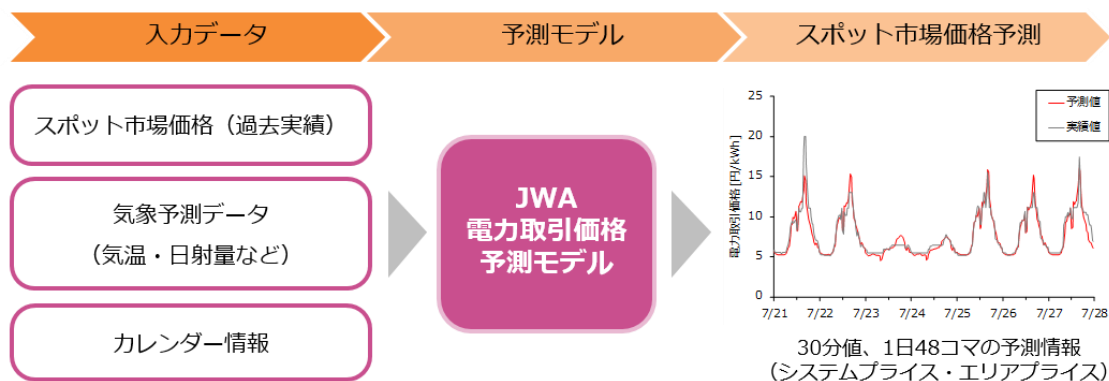 入力データ
予測モデル
スポット市場価格予測
スポット市場価格（過去実績）
気象予測データ
（気温・日射量など）
カレンダー情報
JWA
電力取引価格
予測モデル
電力取引価格 [円/kWh]
25
20
15
10
5
0
予測値
実績値
7/21 7/22 7/23 7/24 7/25 7/26 7/27 7/28
30分値、1日48コマの予測情報
（システムプライス・エリアプライス）